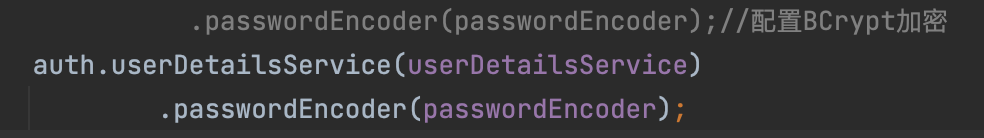 .passwordEncoder(passwordEncoder);//配置BCrypt加密
auth.userDetailsService(userDetailsService)
.passwordEncoder(passwordEncoder);